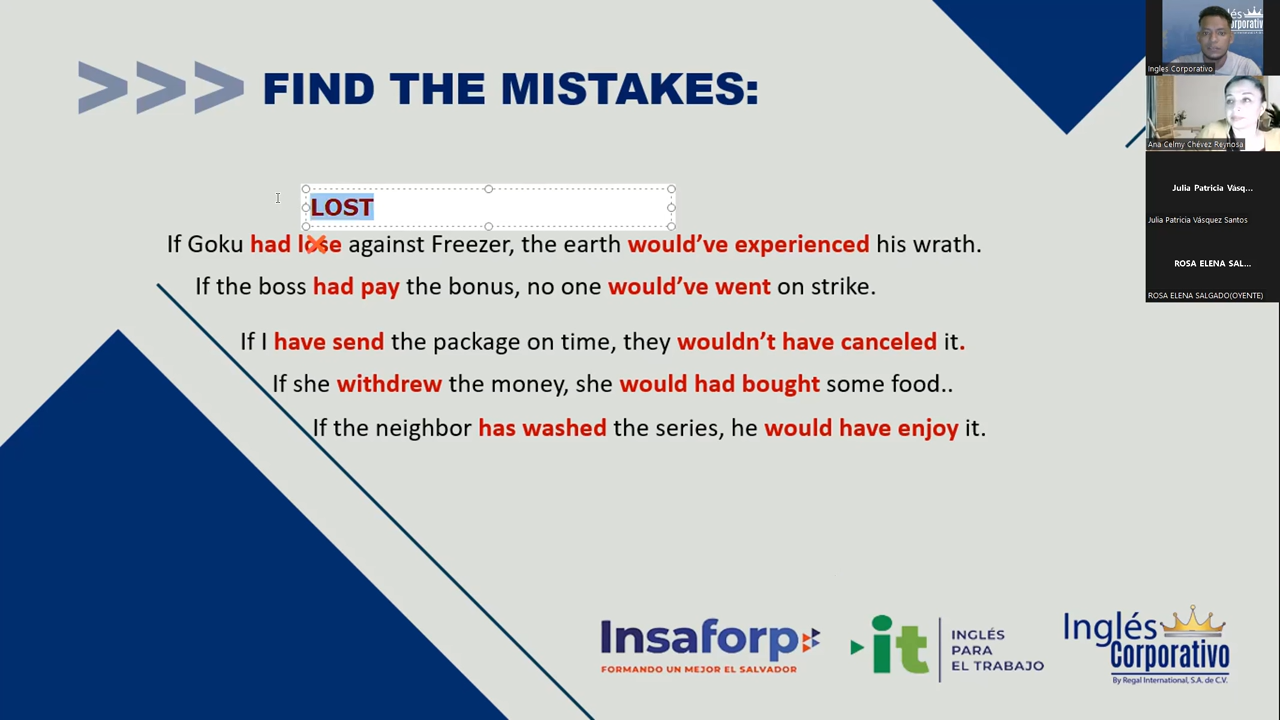 >>> FIND THE MISTAKES:
LOST
If Goku had lose against Freezer, the earth would’ve experienced his wrath.
If the boss had pay the bonus, no one would’ve went on strike.
If I have send the package on time, they wouldn’t have canceled it.
If she withdrew the money, she would had bought some food..
If the neighbor has washed the series, he would have enjoy it.
Insaforp
FORMANDO UN MEJOR EL SALVADOR
it
INGLÉS
PARA
EL TRABAJO
Inglés
Corporativo
By Regal International, S.A. de C.V.
lés
rporativo
Ingles Corporativo
Ana Celmy Chévez Reynosa
Julia Patricia Vásq...
Julia Patricia Vásquez Santos
ROSA ELENA SAL...
ROSA ELENA SALGADO(OYENTE)